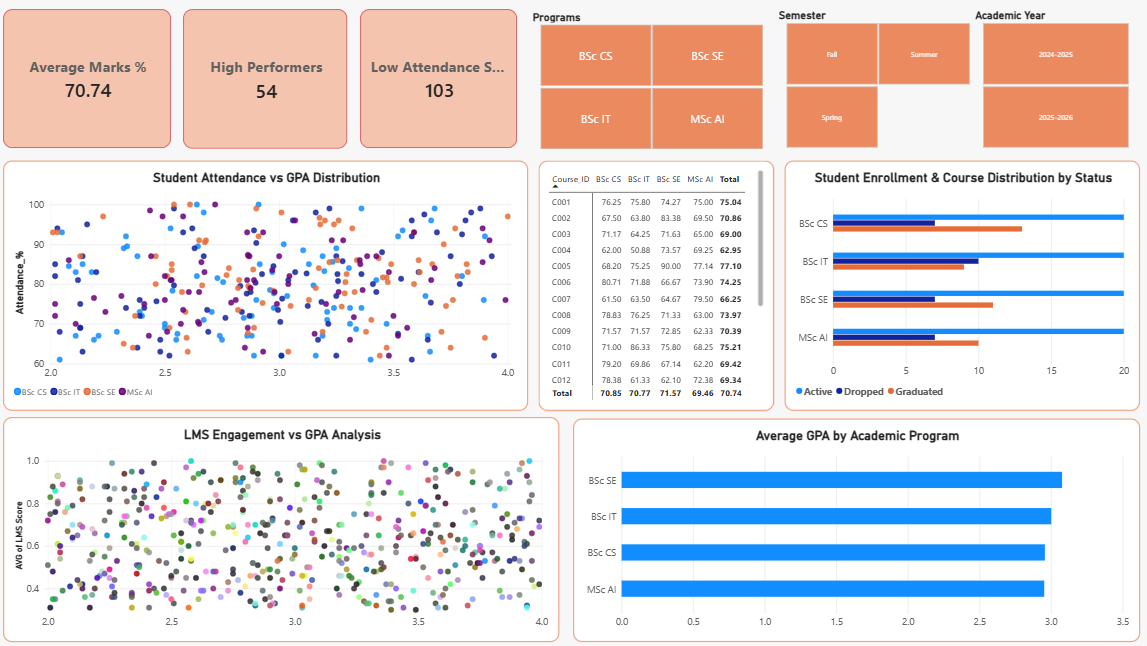 Average Marks %
70.74
High Performers
54
Low Attendance S...
103
Programs
BSc CS
BSc SE
BSc IT
MSc AI
Semester
Fall
Summer
Spring
Academic Year
2024-2025
2025-2026
Student Attendance vs GPA Distribution
Attendance_%
100
90
80
70
60
2.0 2.5 3.0 3.5 4.0
BSc CS BSc IT BSc SE MSc AI
Course_ID BSc CS BSc IT BSc SE MSc AI Total
C001 76.25 75.80 74.27 75.00 75.04
C002 67.50 63.80 83.38 69.50 70.86
C003 71.17 64.25 71.63 65.00 69.00
C004 62.00 50.88 73.57 69.25 62.95
C005 68.20 75.25 90.00 77.14 77.10
C006 80.71 71.88 66.67 73.90 74.25
C007 61.50 63.50 64.67 79.50 66.25
C008 78.83 76.25 71.33 63.00 73.97
C009 71.57 71.57 72.85 62.33 70.39
C010 71.00 86.33 75.80 68.25 75.21
C011 79.20 69.86 67.14 62.20 69.42
C012 78.38 61.33 62.10 72.38 69.34
Total 70.85 70.77 71.57 69.46 70.74
Student Enrollment & Course Distribution by Status
BSc CS
BSc IT
BSc SE
MSc AI
0 5 10 15 20
Active Dropped Graduated
LMS Engagement vs GPA Analysis
AVG of LMS Score
1.0
0.8
0.6
0.4
2.0 2.5 3.0 3.5 4.0
Average GPA by Academic Program
BSc SE
BSc IT
BSc CS
MSc AI
0.0 0.5 1.0 1.5 2.0 2.5 3.0 3.5